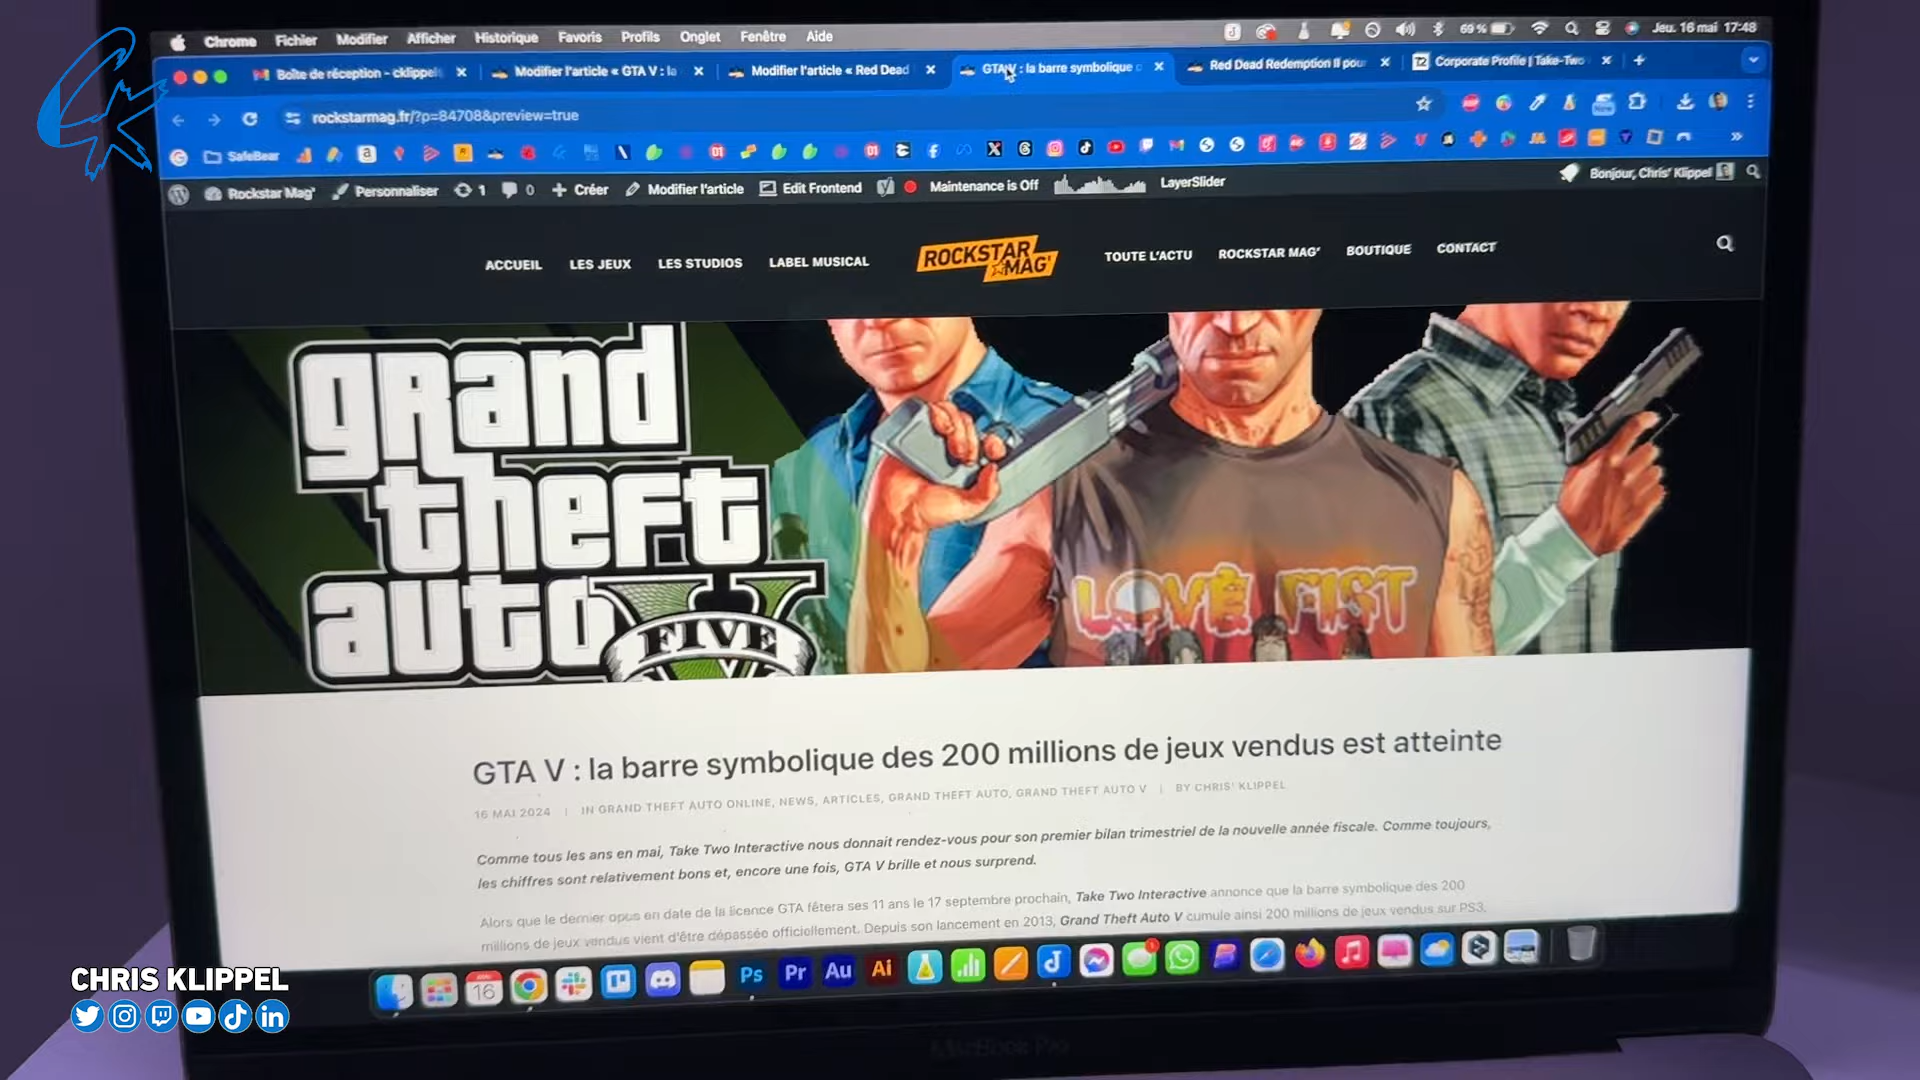 Chrome Fichier Modifier Afficher Historique Favoris Profils Onglet Fenêtre Aide 69 % Jeu. 16 mai 17:48
Boîte de réception - cklippel Modifier l'article « GTA V : la Modifier l'article « Red Dead GTA V : la barre symbolique Red Dead Redemption II pou Corporate Profile | Take-Two
rockstarmag.fr/?p=84708&preview=true
SafeBear
Rockstar Mag' Personnaliser 1 0 Créer Modifier l'article Edit Frontend Maintenance is Off LayerSlider Bonjour, Chris' Klippel
ACCUEIL LES JEUX LES STUDIOS LABEL MUSICAL ROCKSTAR MAG' TOUTE L'ACTU ROCKSTAR MAG' BOUTIQUE CONTACT
grand
theft
auto
V
FIVE
LOVE FIST
GTA V : la barre symbolique des 200 millions de jeux vendus est atteinte
16 MAI 2024 | IN GRAND THEFT AUTO ONLINE, NEWS, ARTICLES, GRAND THEFT AUTO, GRAND THEFT AUTO V | BY CHRIS' KLIPPEL
Comme tous les ans en mai, Take Two Interactive nous donnait rendez-vous pour son premier bilan trimestriel de la nouvelle année fiscale. Comme toujours,
les chiffres sont relativement bons et, encore une fois, GTA V brille et nous surprend.
Alors que le dernier opus en date de la licence GTA fêtera ses 11 ans le 17 septembre prochain, Take Two Interactive annonce que la barre symbolique des 200
millions de jeux vendus vient d'être dépassée officiellement. Depuis son lancement en 2013, Grand Theft Auto V cumule ainsi 200 millions de jeux vendus sur PS3,
16 Ps Pr Au Ai
MacBook Pro
CHRIS KLIPPEL